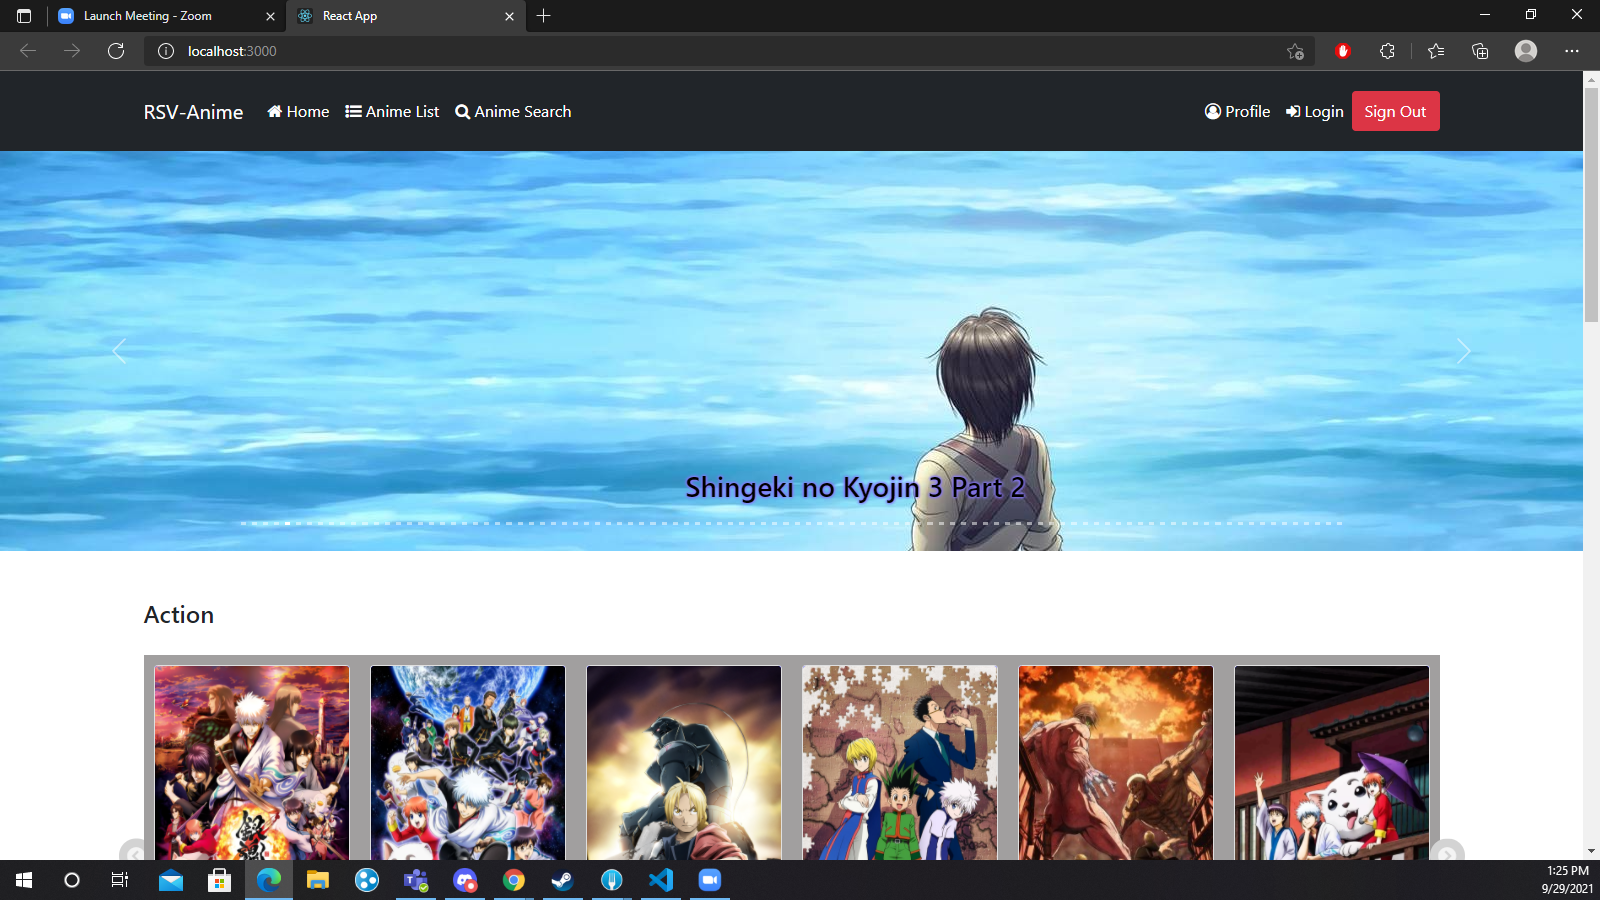 Launch Meeting - Zoom
React App
localhost:3000
RSV-Anime
Home
Anime List
Anime Search
Profile
Login
Sign Out
Shingeki no Kyojin 3 Part 2
Action
1:25 PM
9/29/2021